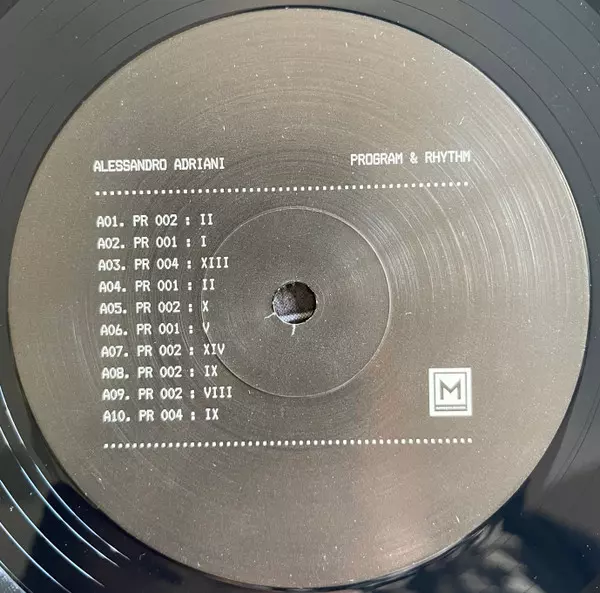 ALESSANDRO ADRIANI PROGRAM & RHYTHM
A01. PR 002 : II
A02. PR 001 : I
A03. PR 004 : XIII
A04. PR 001 : II
A05. PR 002 : X
A06. PR 001 : V
A07. PR 002 : XIV
A08. PR 002 : IX
A09. PR 002 : VIII
A10. PR 004 : IX
M